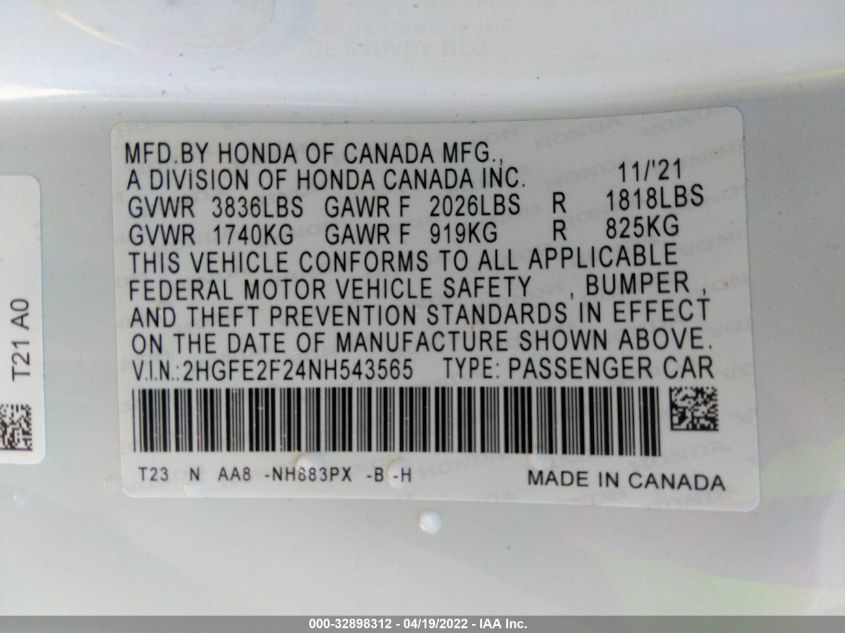 MFD.BY HONDA OF CANADA MFG.,
A DIVISION OF HONDA CANADA INC. 11/'21
GVWR 3836LBS GAWR F 2026LBS R 1818LBS
GVWR 1740KG GAWR F 919KG R 825KG
THIS VEHICLE CONFORMS TO ALL APPLICABLE
FEDERAL MOTOR VEHICLE SAFETY , BUMPER ,
AND THEFT PREVENTION STANDARDS IN EFFECT
ON THE DATE OF MANUFACTURE SHOWN ABOVE.
V.I.N.:2HGFE2F24NH543565 TYPE: PASSENGER CAR
T23 N AA8 -NH883PX -B -H
MADE IN CANADA
T21 A0
000-32898312 - 04/19/2022 - IAA Inc.